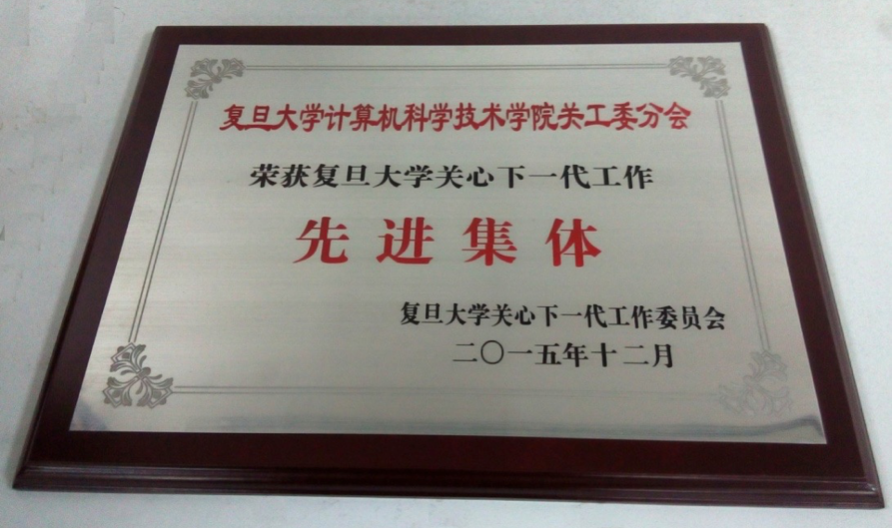 复旦大学计算机科学技术学院关工委分会
荣获复旦大学关心下一代工作
先进集体
复旦大学关心下一代工作委员会
二〇一五年十二月